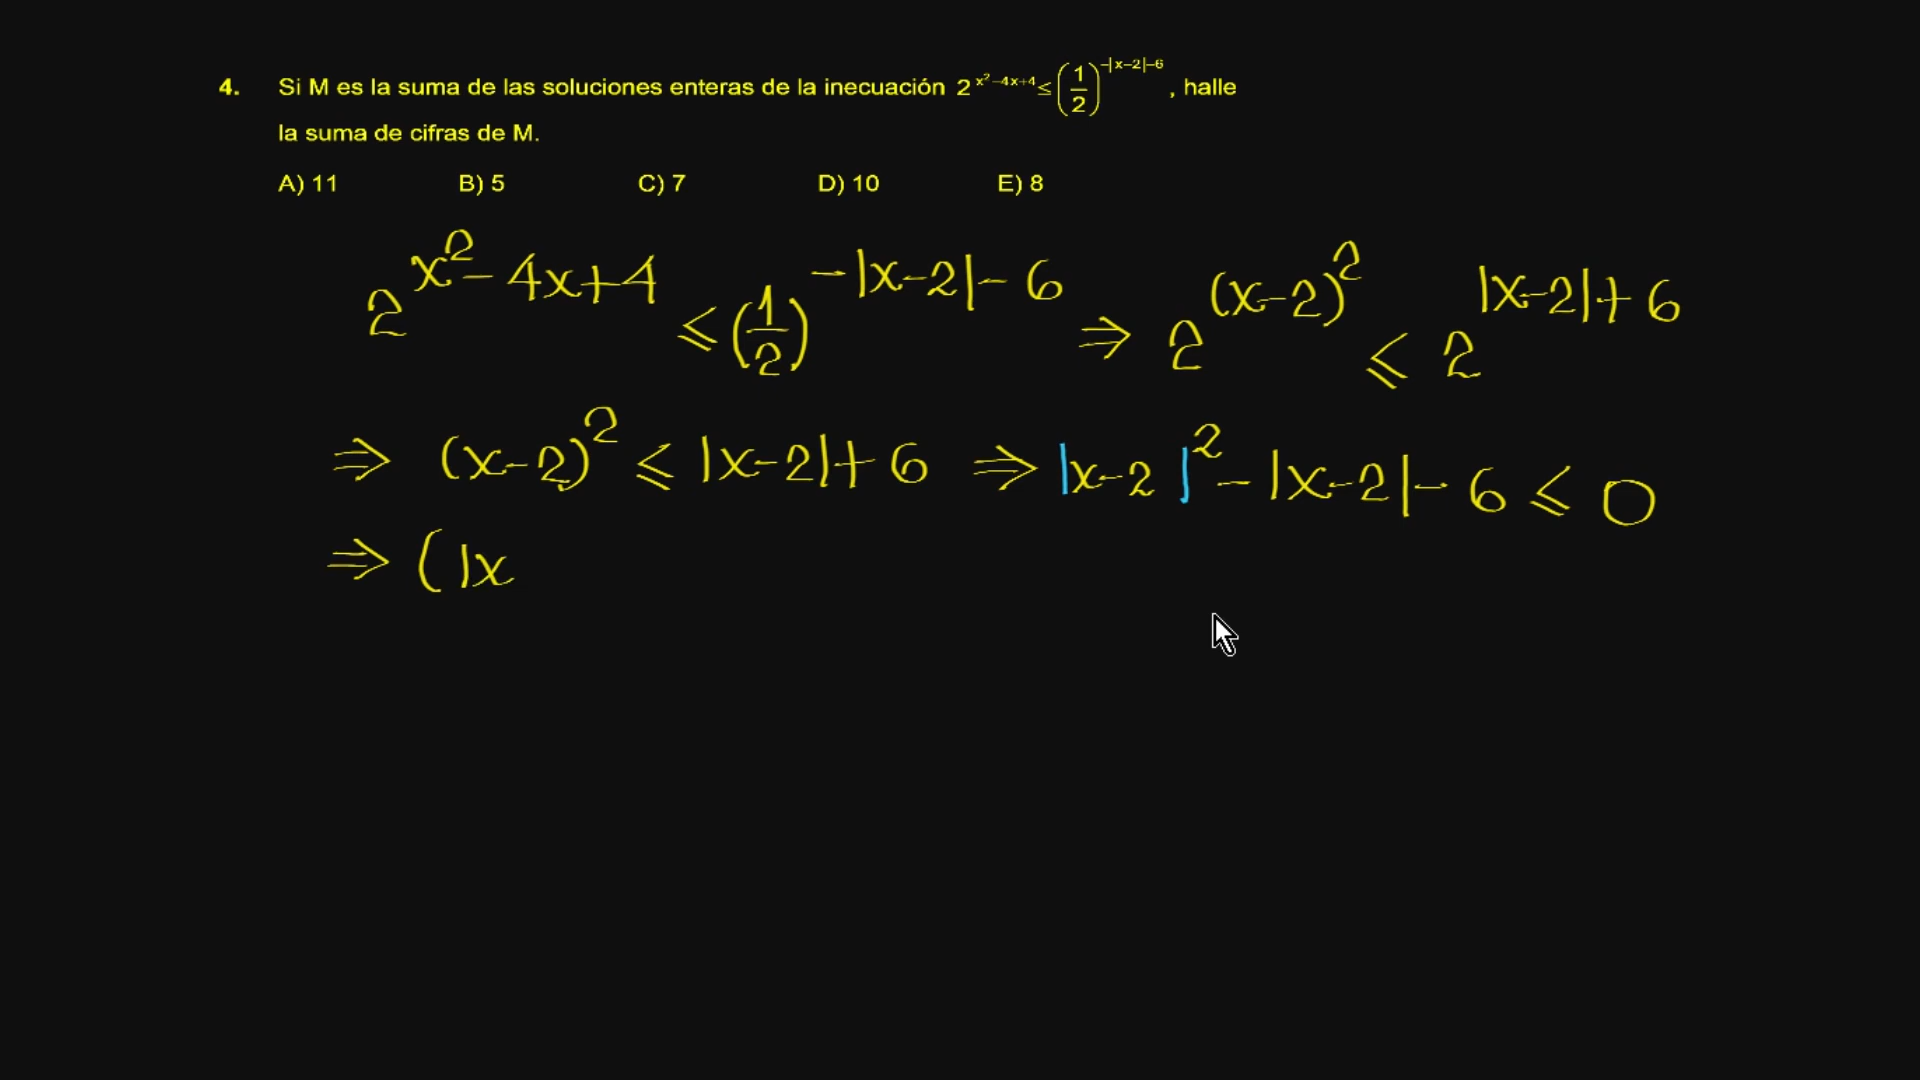 4. Si M es la suma de las soluciones enteras de la inecuación 2^(x²−4x+4) ≤ (1/2)^(−|x−2|−6), halle
la suma de cifras de M.
A) 11 B) 5 C) 7 D) 10 E) 8
2^(x²−4x+4) ≤ (1/2)^(−|x−2|−6) ⇒ 2^((x−2)²) ≤ 2^(|x−2|+6)
⇒ (x−2)² ≤ |x−2|+6 ⇒ |x−2|² − |x−2| − 6 ≤ 0
⇒ (|x